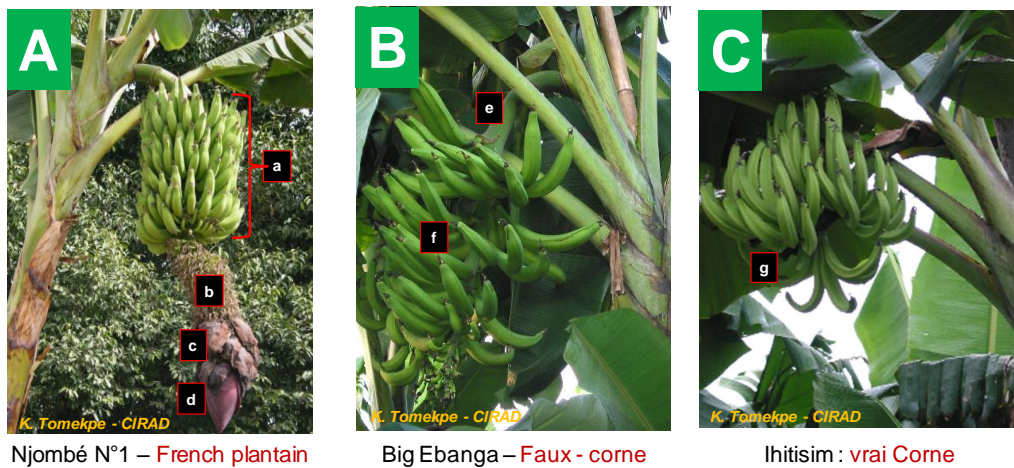 A
B
C
a
b
c
d
e
f
g
K. Tomekpe - CIRAD
K. Tomekpe - CIRAD
K. Tomekpe - CIRAD
Njombé N°1 – French plantain
Big Ebanga – Faux - corne
Ihitisim : vrai Corne